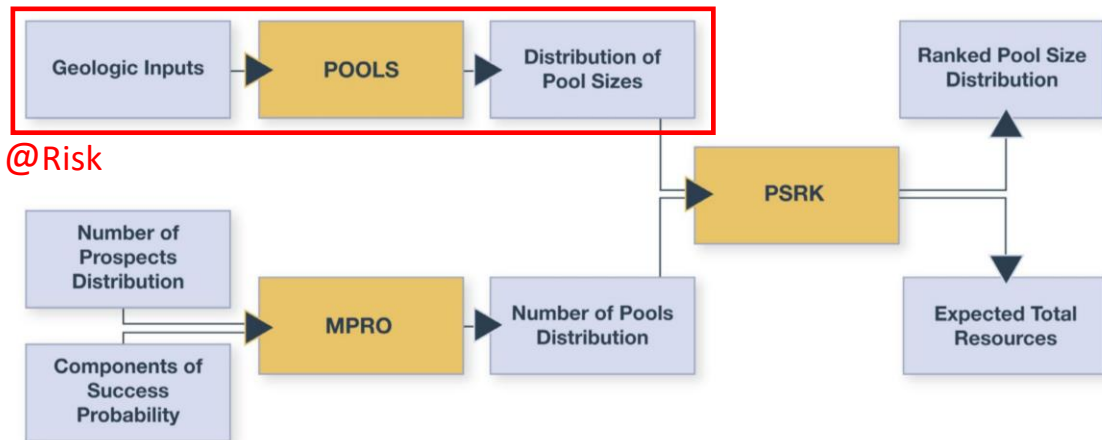 Geologic Inputs
POOLS
Distribution of
Pool Sizes
Ranked Pool Size
Distribution
@Risk
PSRK
Number of
Prospects
Distribution
MPRO
Number of Pools
Distribution
Expected Total
Resources
Components of
Success
Probability